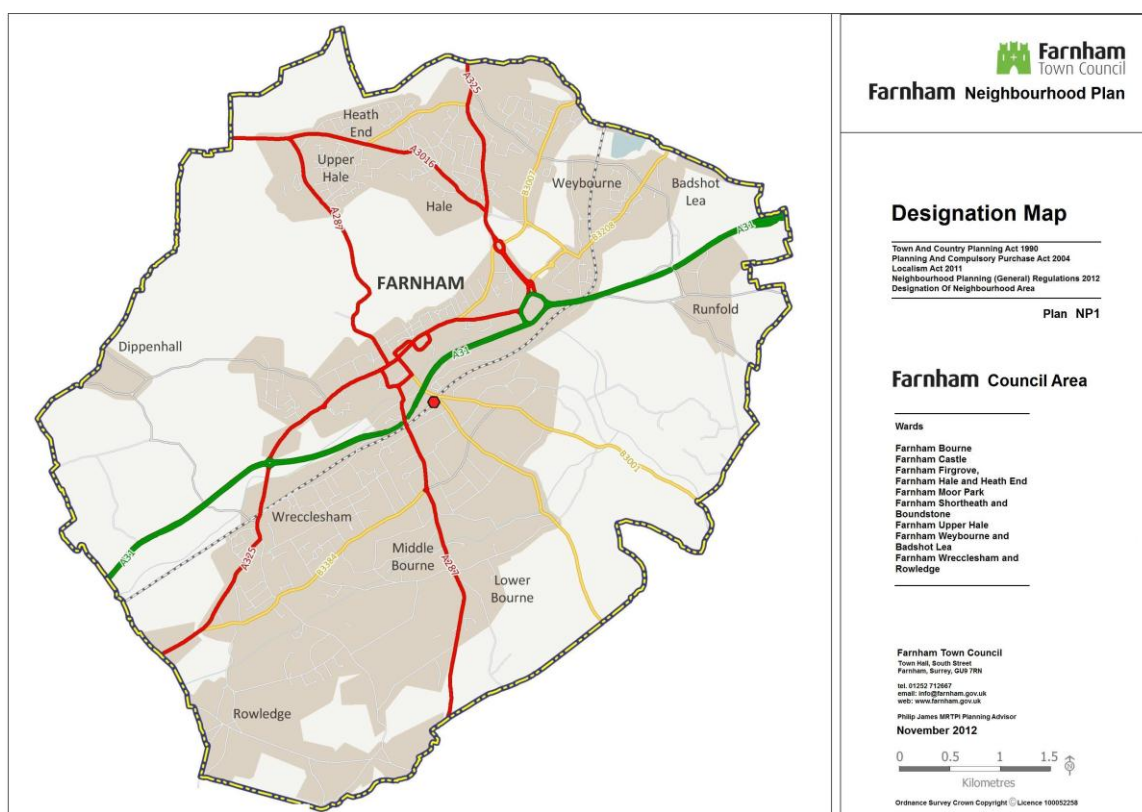 A325
Heath
End
A3016
Upper
Hale
Hale
A287
B3007
Weybourne
Badshot
Lea
B3208
A31
FARNHAM
Runfold
Dippenhall
A31
B3001
Wrecclesham
A31
A325
B3384
Middle
Bourne
A287
Lower
Bourne
Rowledge
Farnham
Town Council
Farnham Neighbourhood Plan
Designation Map
Town And Country Planning Act 1990
Planning And Compulsory Purchase Act 2004
Localism Act 2011
Neighbourhood Planning (General) Regulations 2012
Designation Of Neighbourhood Area
Plan NP1
Farnham Council Area
Wards
Farnham Bourne
Farnham Castle
Farnham Firgrove,
Farnham Hale and Heath End
Farnham Moor Park
Farnham Shortheath and
Boundstone
Farnham Upper Hale
Farnham Weybourne and
Badshot Lea
Farnham Wrecclesham and
Rowledge
Farnham Town Council
Town Hall, South Street
Farnham, Surrey, GU9 7RN
tel. 01252 712667
email: info@farnham.gov.uk
web: www.farnham.gov.uk
Philip James MRTPI Planning Advisor
November 2012
0 0.5 1 1.5
N
Kilometres
Ordnance Survey Crown Copyright © Licence 100052258